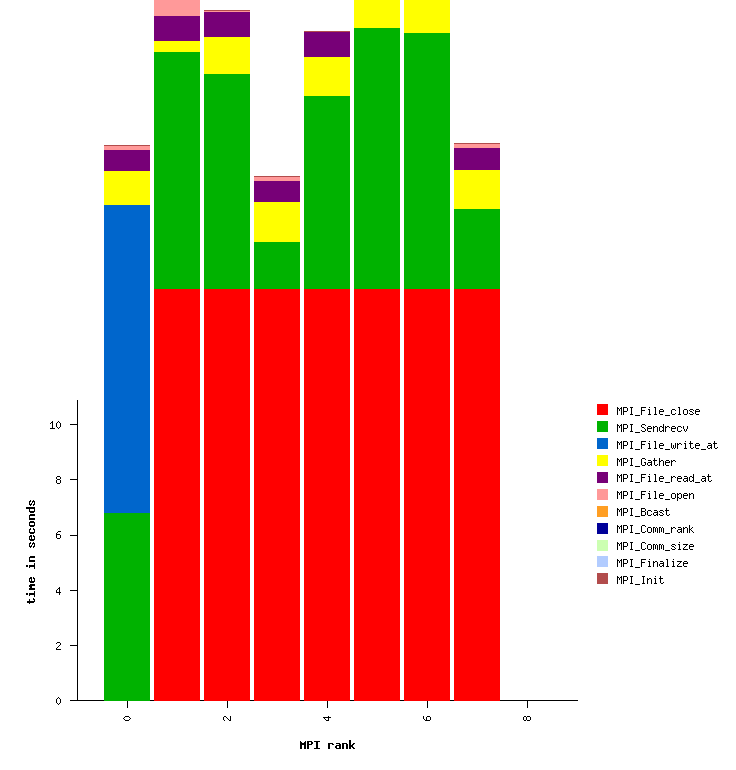 10
8
6
4
2
0
time in seconds
0
2
4
6
8
MPI rank
MPI_File_close
MPI_Sendrecv
MPI_File_write_at
MPI_Gather
MPI_File_read_at
MPI_File_open
MPI_Bcast
MPI_Comm_rank
MPI_Comm_size
MPI_Finalize
MPI_Init